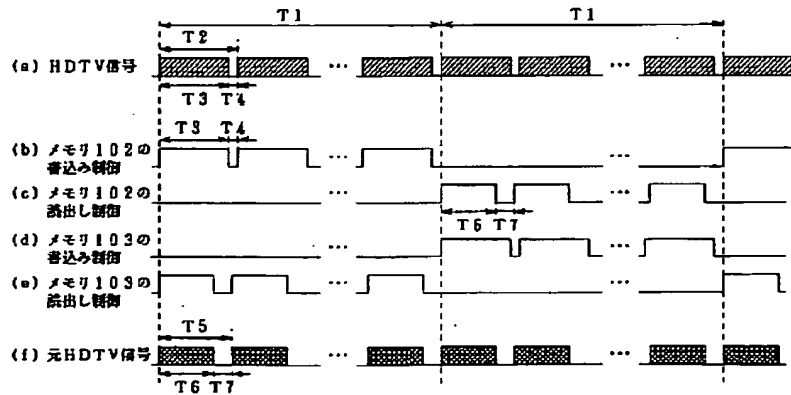 T1 T1
T2
(a) HDTV信号
T3 T4
T3 T4
(b) メモリ102の
書込み制御
(c) メモリ102の
読出し制御
T6 T7
(d) メモリ103の
書込み制御
(e) メモリ103の
読出し制御
T5
(f) 元HDTV信号
T6 T7